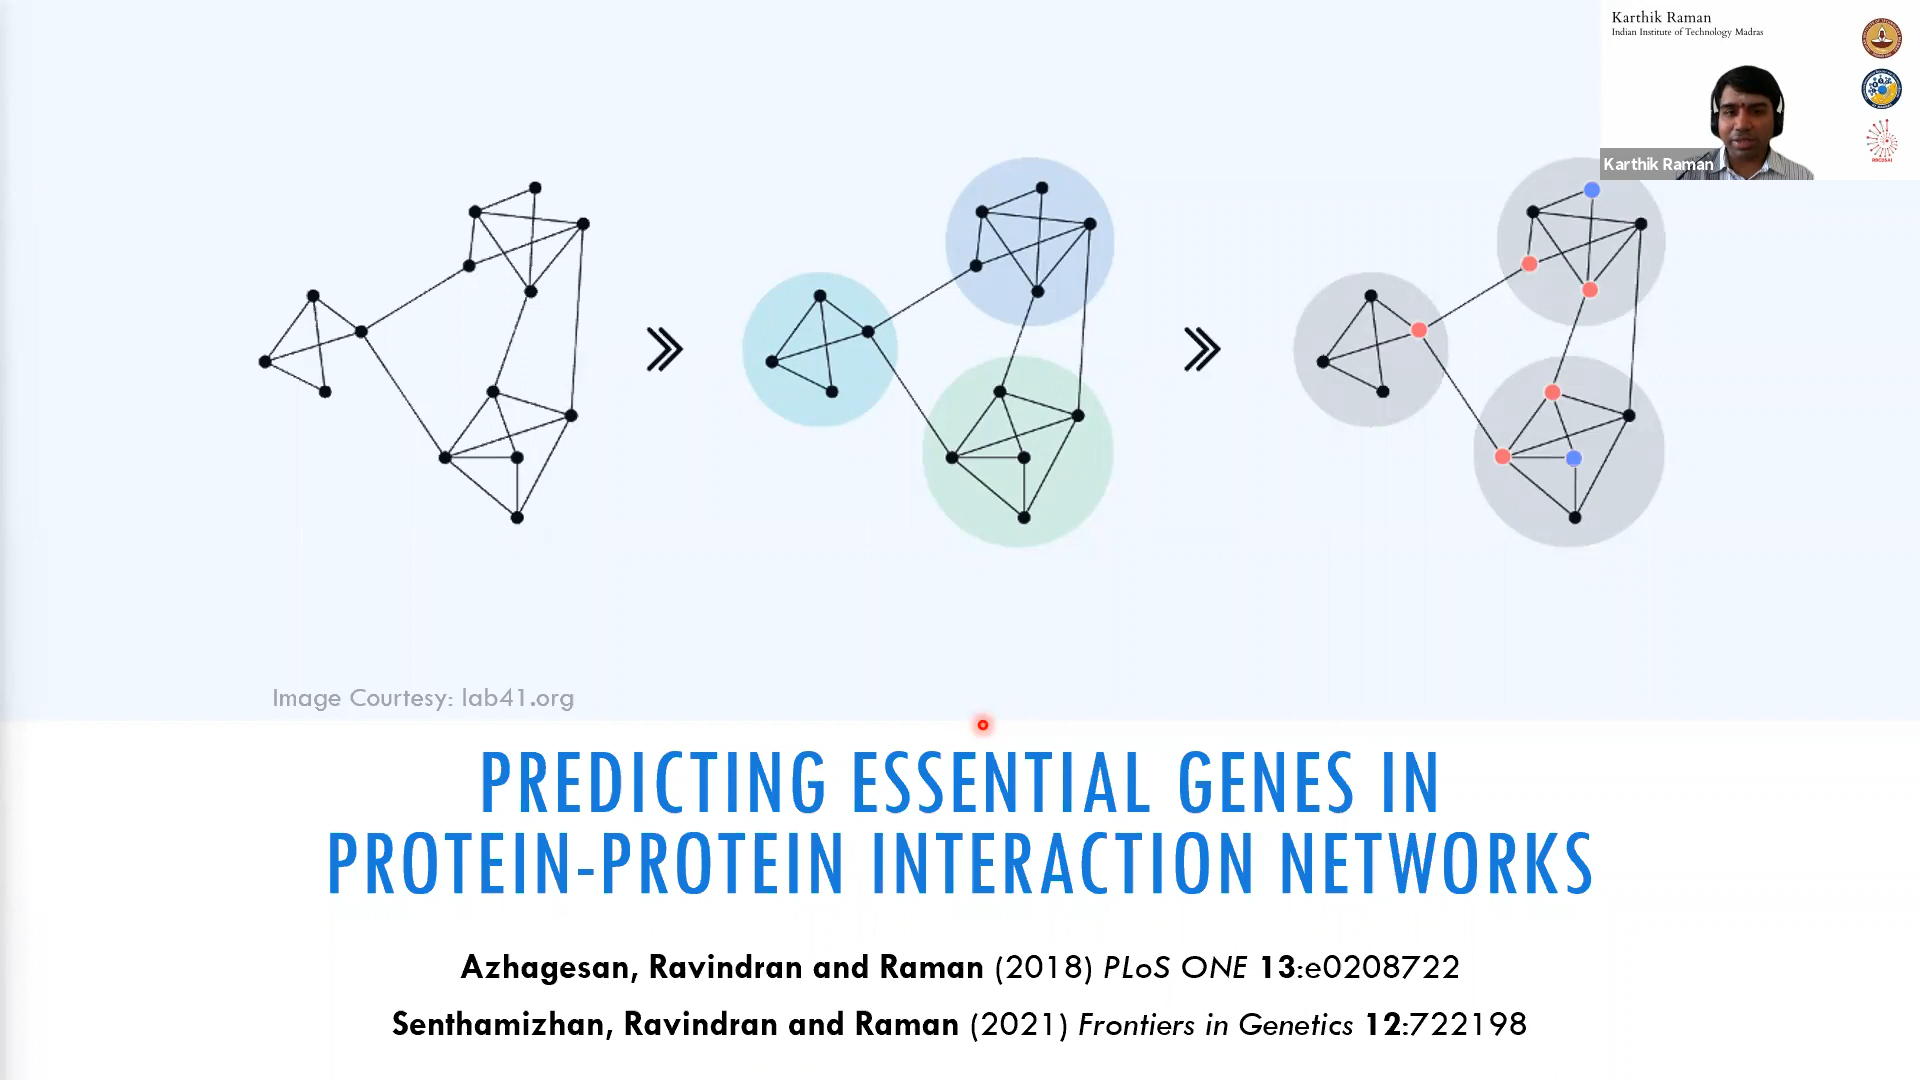 Karthik Raman
Indian Institute of Technology Madras
RBCDSAI
Karthik Raman
Image Courtesy: lab41.org
PREDICTING ESSENTIAL GENES IN
PROTEIN-PROTEIN INTERACTION NETWORKS
Azhagesan, Ravindran and Raman (2018) PLoS ONE 13:e0208722
Senthamizhan, Ravindran and Raman (2021) Frontiers in Genetics 12:722198